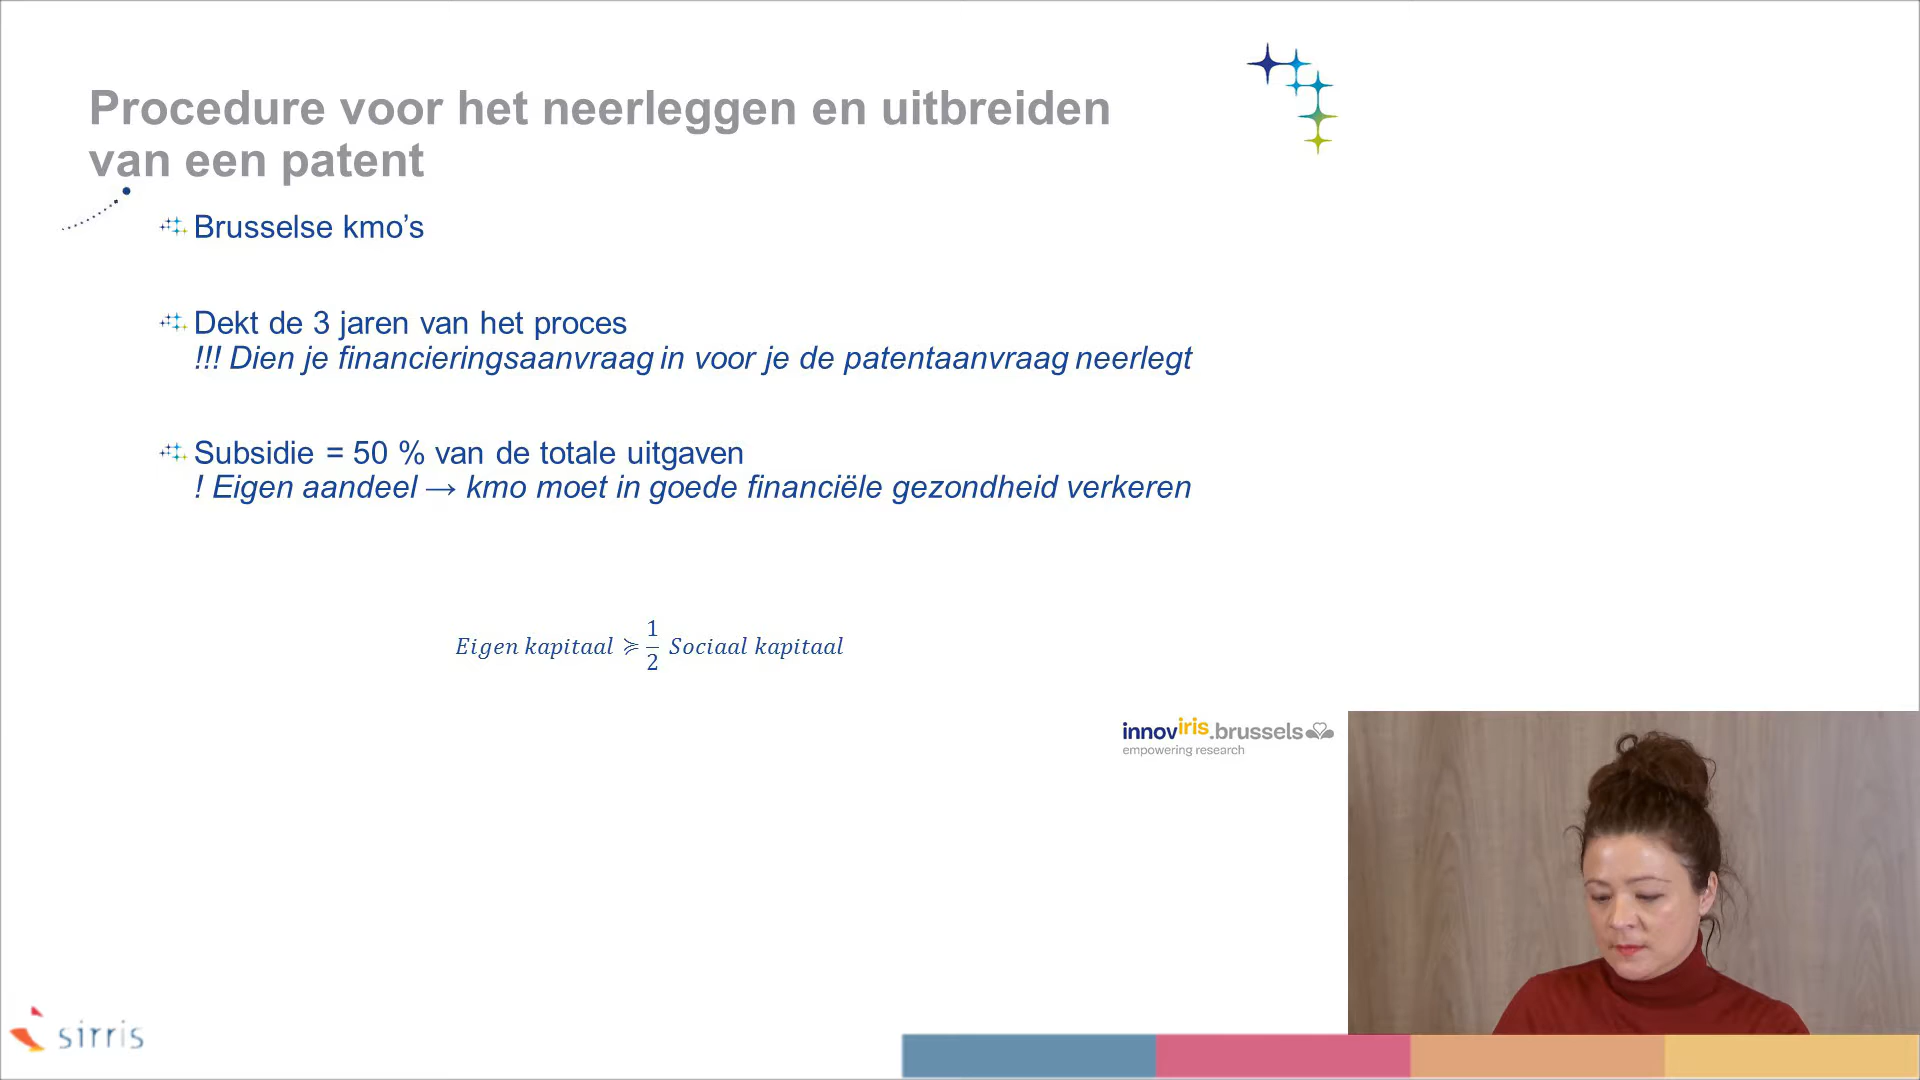 Procedure voor het neerleggen en uitbreiden
van een patent
Brusselse kmo’s
Dekt de 3 jaren van het proces
!!! Dien je financieringsaanvraag in voor je de patentaanvraag neerlegt
Subsidie = 50 % van de totale uitgaven
! Eigen aandeel → kmo moet in goede financiële gezondheid verkeren
Eigen kapitaal ≽ 1/2 Sociaal kapitaal
innoviris.brussels
empowering research
sirris